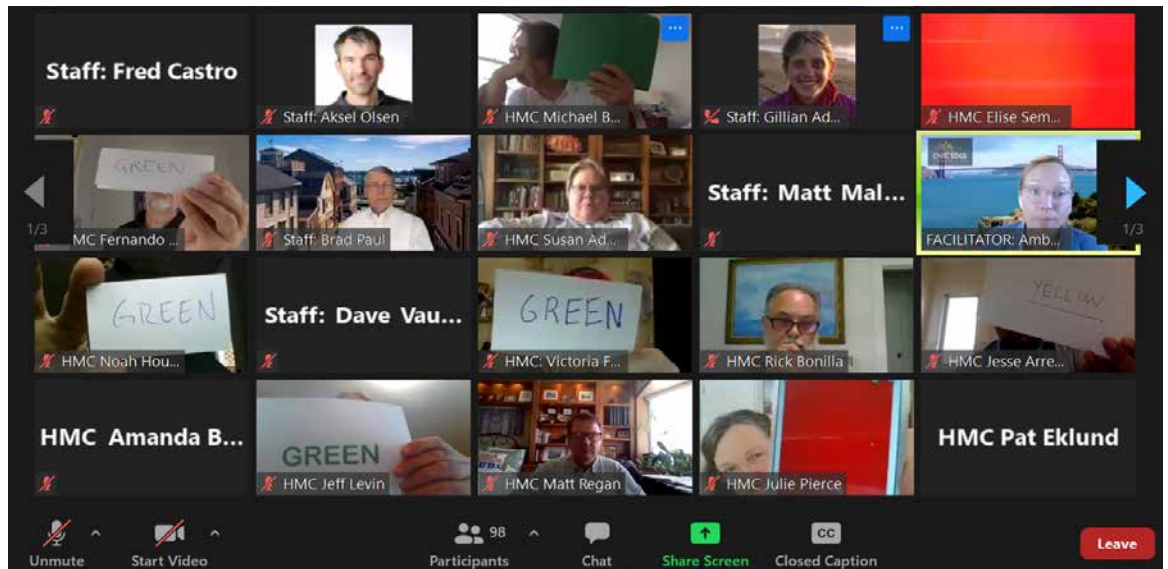 Staff: Fred Castro
Staff: Aksel Olsen
HMC Michael B...
Staff: Gillian Ad...
HMC Elise Sem...
GREEN
MC Fernando ...
Staff: Brad Paul
HMC Susan Ad...
Staff: Matt Mal...
CIVIC EDGE
FACILITATOR: Amb...
1/3
1/3
GREEN
HMC Noah Hou...
Staff: Dave Vau...
GREEN
HMC: Victoria F...
HMC Rick Bonilla
YELLOW
HMC Jesse Arre...
HMC Amanda B...
GREEN
HMC Jeff Levin
HMC Matt Regan
HMC Julie Pierce
HMC Pat Eklund
Unmute
Start Video
98
Participants
Chat
Share Screen
CC
Closed Caption
Leave